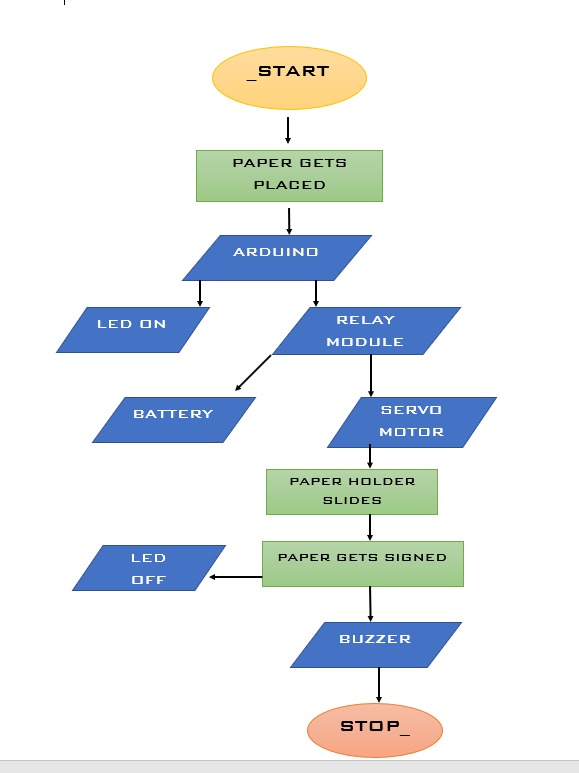 _START
PAPER GETS
PLACED
ARDUINO
LED ON
RELAY
MODULE
BATTERY
SERVO
MOTOR
PAPER HOLDER
SLIDES
PAPER GETS SIGNED
LED
OFF
BUZZER
STOP_